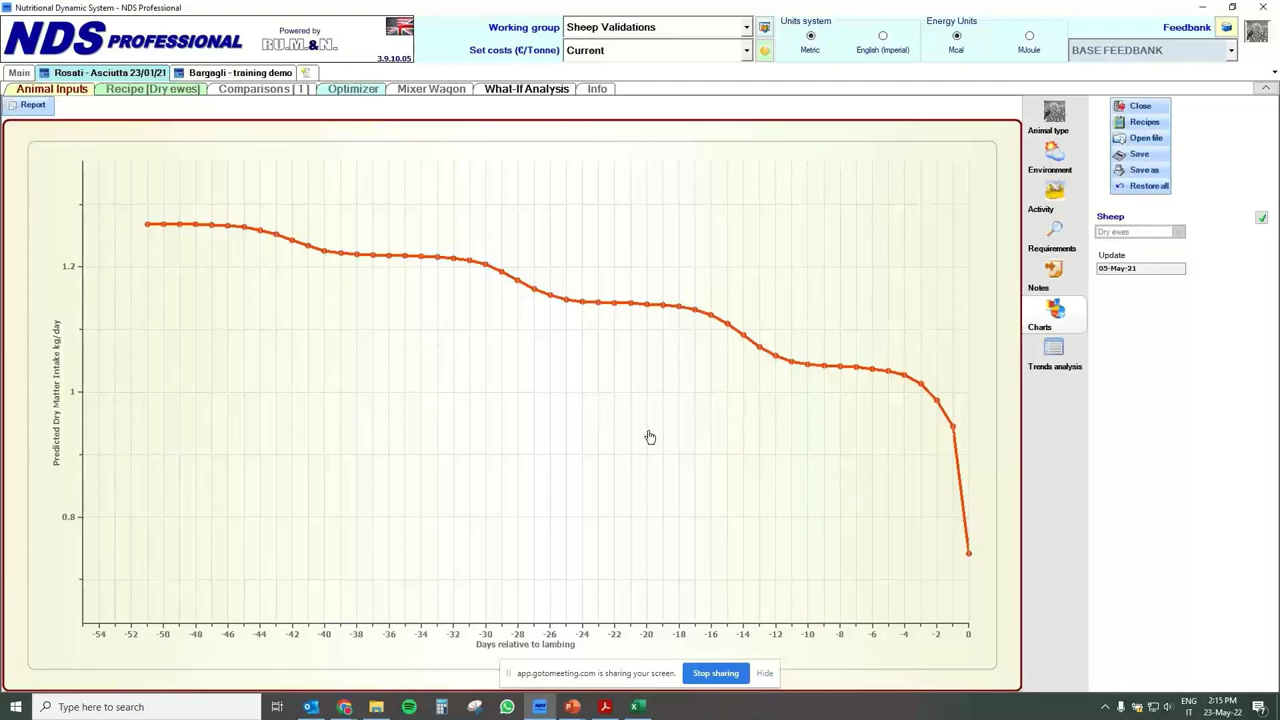 Nutritional Dynamic System - NDS Professional
NDS PROFESSIONAL
Powered by
RU.M.&N.
3.9.10.05
Working group
Sheep Validations
Set costs (€/Tonne)
Current
Units system
Metric
English (Imperial)
Energy Units
Mcal
MJoule
Feedbank
BASE FEEDBANK
Main
Rosati - Asciutta 23/01/21
Bargagli - training demo
Animal Inputs
Recipe [Dry ewes]
Comparisons [ 1 ]
Optimizer
Mixer Wagon
What-If Analysis
Info
Report
Predicted Dry Matter Intake kg/day
1.2
1
0.8
-54 -52 -50 -48 -46 -44 -42 -40 -38 -36 -34 -32 -30 -28 -26 -24 -22 -20 -18 -16 -14 -12 -10 -8 -6 -4 -2 0
Days relative to lambing
Animal type
Environment
Activity
Requirements
Notes
Charts
Trends analysis
Close
Recipes
Open file
Save
Save as
Restore all
Sheep
Dry ewes
Update
05-May-21
app.gotomeeting.com is sharing your screen.
Stop sharing
Hide
Type here to search
ENG
IT
2:15 PM
23-May-22